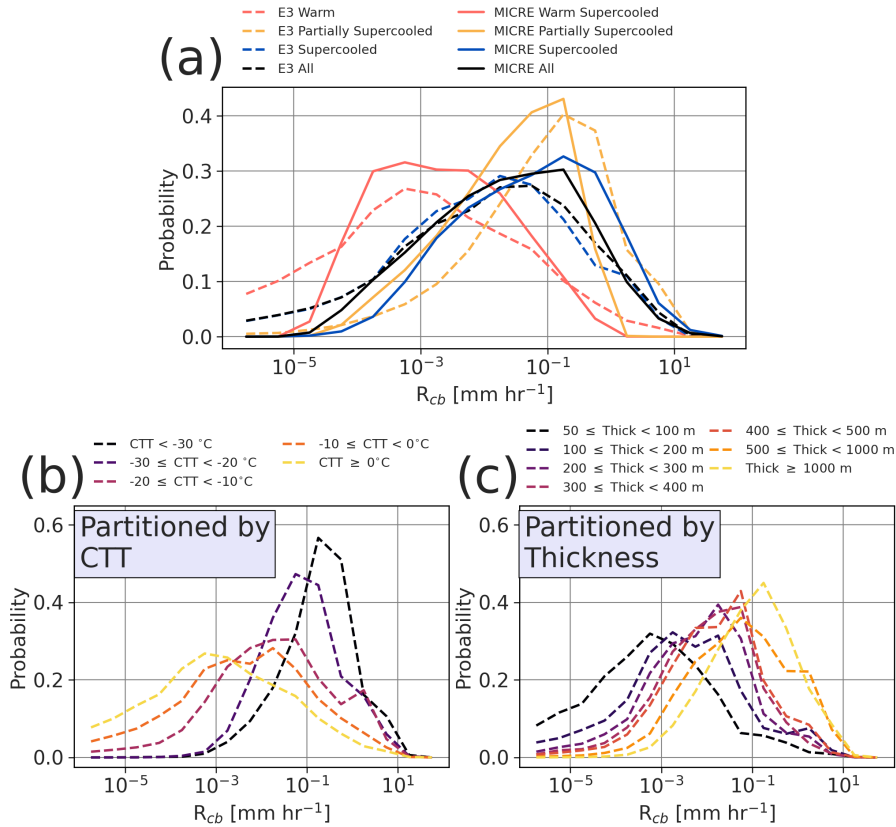 (a)
E3 Warm
E3 Partially Supercooled
E3 Supercooled
E3 All
MICRE Warm Supercooled
MICRE Partially Supercooled
MICRE Supercooled
MICRE All
Probability
0.4
0.3
0.2
0.1
0.0
10⁻⁵
10⁻³
10⁻¹
10¹
R_cb [mm hr⁻¹]
(b)
CTT < -30 °C
-30 ≤ CTT < -20 °C
-20 ≤ CTT < -10°C
-10 ≤ CTT < 0°C
CTT ≥ 0°C
Partitioned by
CTT
Probability
0.6
0.4
0.2
0.0
10⁻⁵
10⁻³
10⁻¹
10¹
R_cb [mm hr⁻¹]
(c)
50 ≤ Thick < 100 m
100 ≤ Thick < 200 m
200 ≤ Thick < 300 m
300 ≤ Thick < 400 m
400 ≤ Thick < 500 m
500 ≤ Thick < 1000 m
Thick ≥ 1000 m
Partitioned by
Thickness
Probability
0.6
0.4
0.2
0.0
10⁻⁵
10⁻³
10⁻¹
10¹
R_cb [mm hr⁻¹]